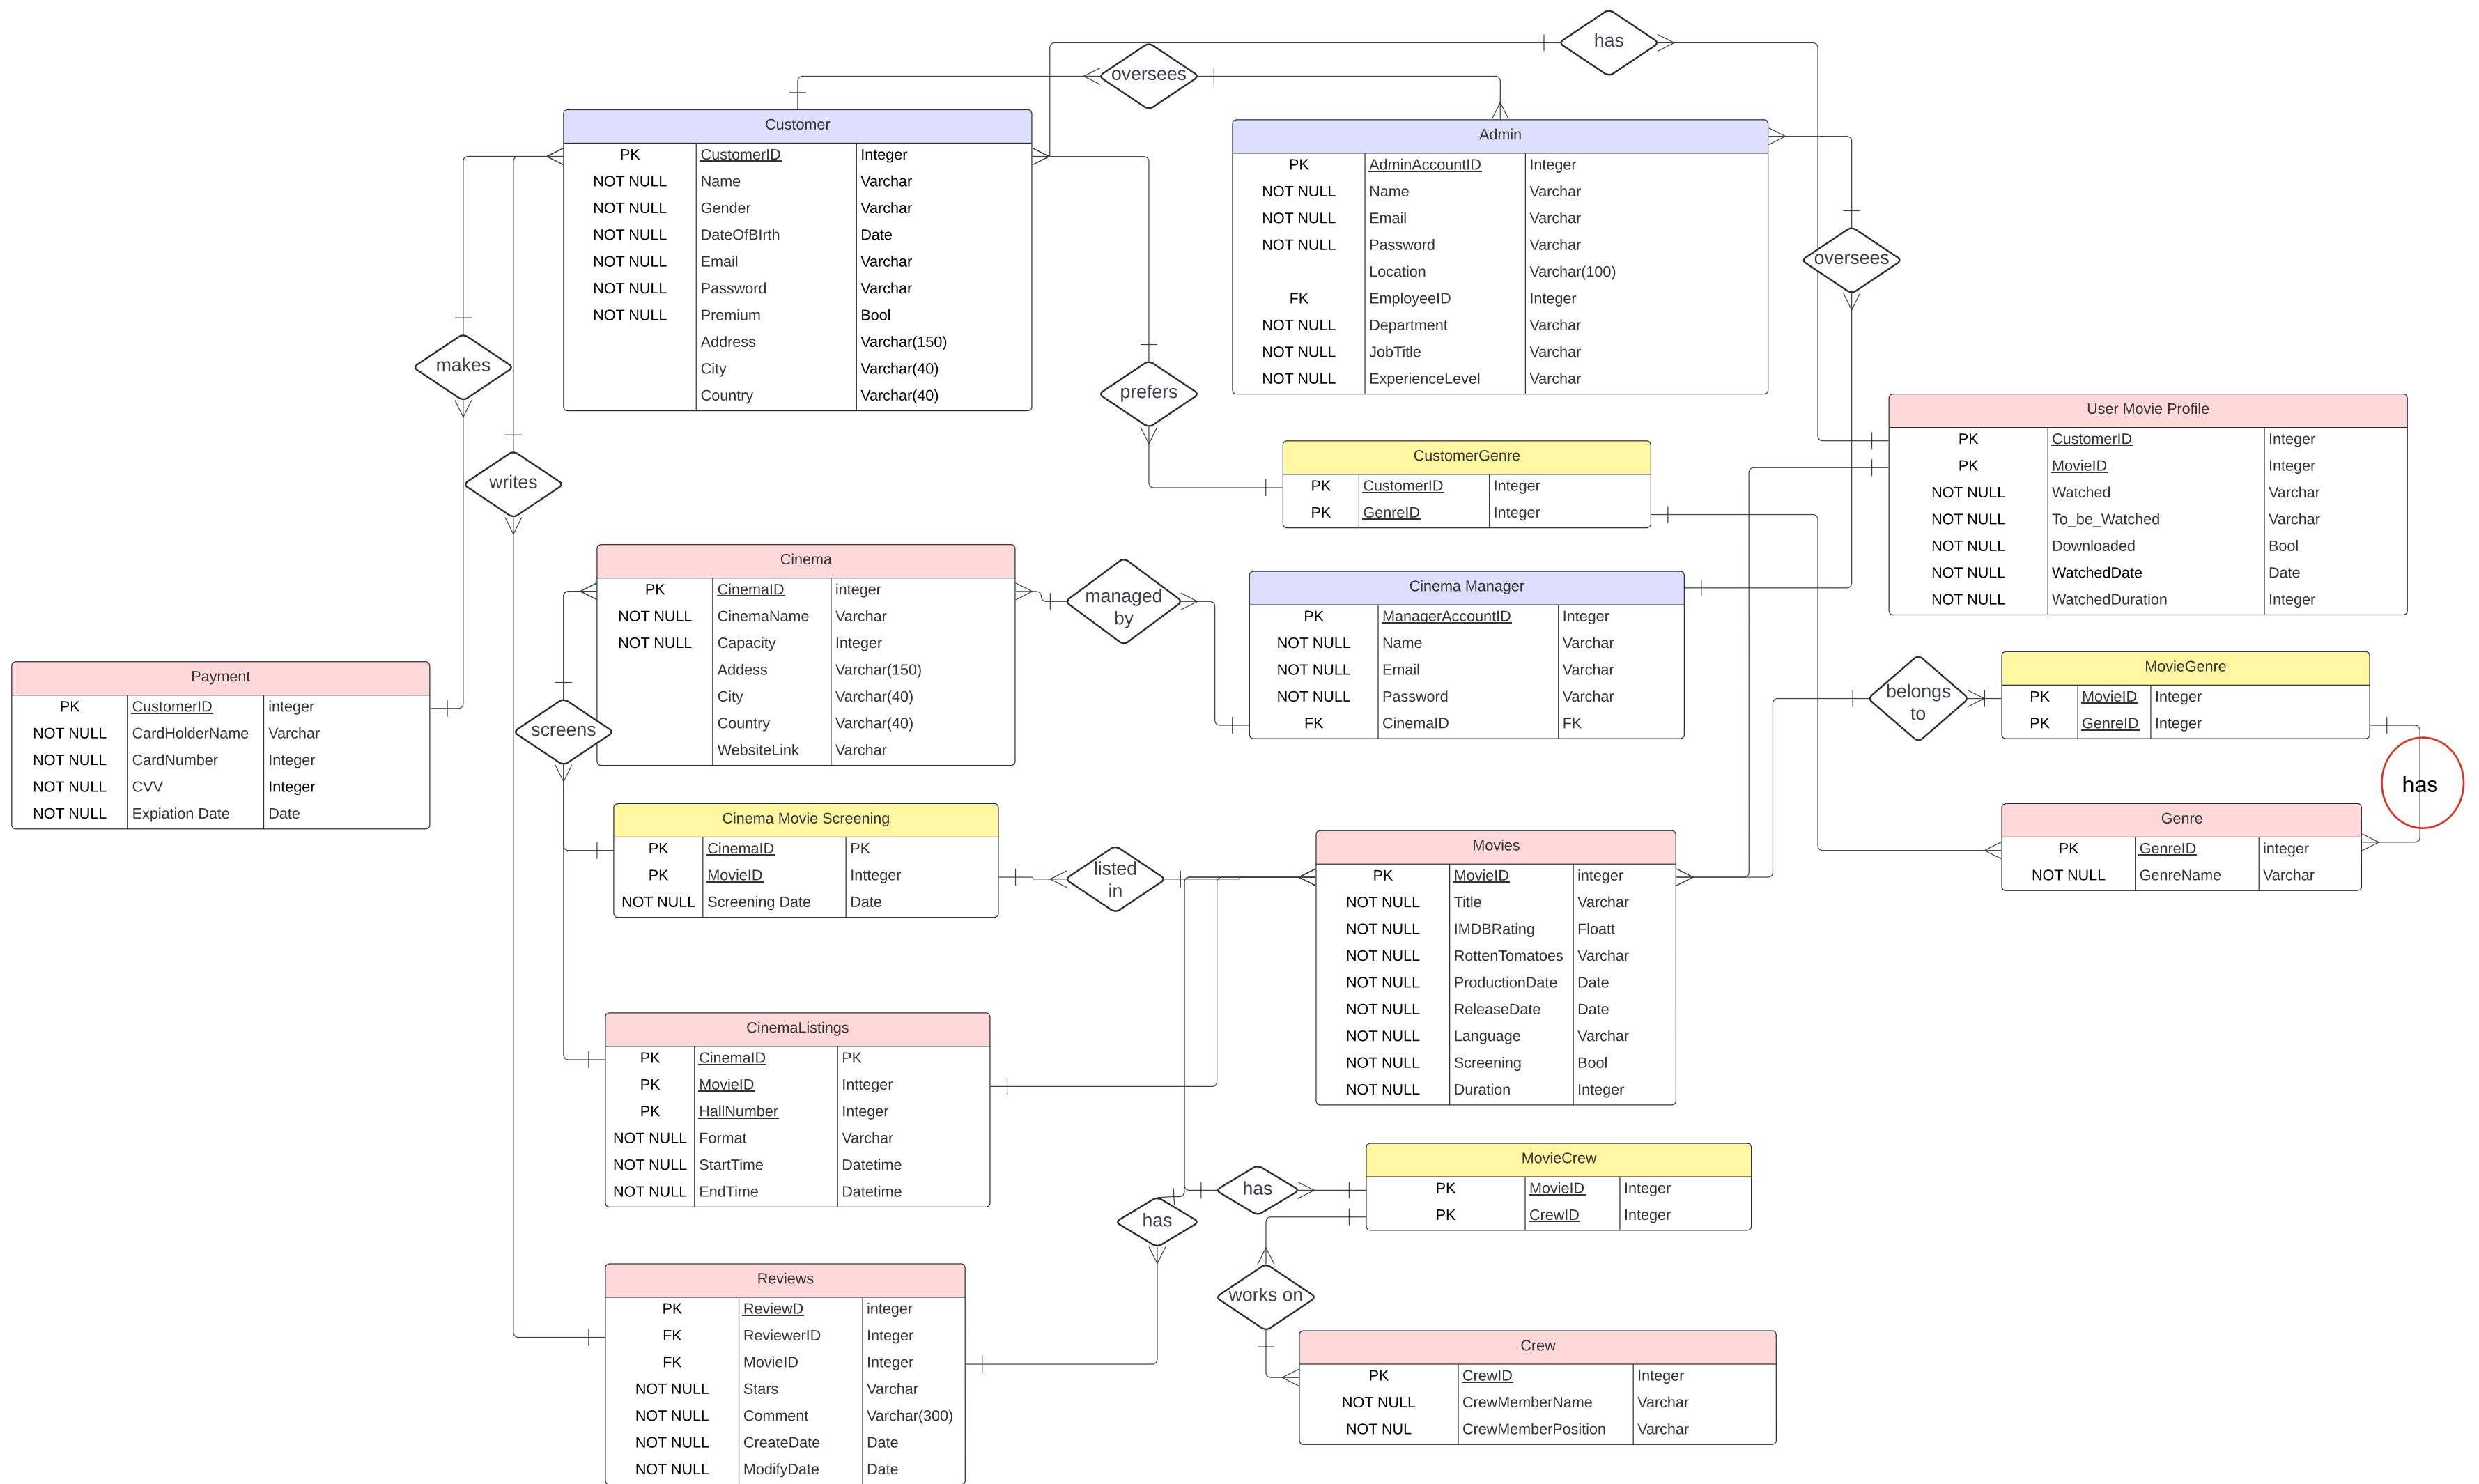 has
oversees
Customer
PK CustomerID Integer
NOT NULL Name Varchar
NOT NULL Gender Varchar
NOT NULL DateOfBIrth Date
NOT NULL Email Varchar
NOT NULL Password Varchar
NOT NULL Premium Bool
Address Varchar(150)
City Varchar(40)
Country Varchar(40)
Admin
PK AdminAccountID Integer
NOT NULL Name Varchar
NOT NULL Email Varchar
NOT NULL Password Varchar
Location Varchar(100)
FK EmployeeID Integer
NOT NULL Department Varchar
NOT NULL JobTitle Varchar
NOT NULL ExperienceLevel Varchar
oversees
makes
prefers
writes
User Movie Profile
PK CustomerID Integer
PK MovieID Integer
NOT NULL Watched Varchar
NOT NULL To_be_Watched Varchar
NOT NULL Downloaded Bool
NOT NULL WatchedDate Date
NOT NULL WatchedDuration Integer
CustomerGenre
PK CustomerID Integer
PK GenreID Integer
Cinema
PK CinemaID integer
NOT NULL CinemaName Varchar
NOT NULL Capacity Integer
Addess Varchar(150)
City Varchar(40)
Country Varchar(40)
WebsiteLink Varchar
managed
by
Cinema Manager
PK ManagerAccountID Integer
NOT NULL Name Varchar
NOT NULL Email Varchar
NOT NULL Password Varchar
FK CinemaID FK
Payment
PK CustomerID integer
NOT NULL CardHolderName Varchar
NOT NULL CardNumber Integer
NOT NULL CVV Integer
NOT NULL Expiation Date Date
screens
belongs
to
MovieGenre
PK MovieID Integer
PK GenreID Integer
has
Genre
PK GenreID integer
NOT NULL GenreName Varchar
Cinema Movie Screening
PK CinemaID PK
PK MovieID Intteger
NOT NULL Screening Date Date
listed
in
Movies
PK MovieID integer
NOT NULL Title Varchar
NOT NULL IMDBRating Floatt
NOT NULL RottenTomatoes Varchar
NOT NULL ProductionDate Date
NOT NULL ReleaseDate Date
NOT NULL Language Varchar
NOT NULL Screening Bool
NOT NULL Duration Integer
CinemaListings
PK CinemaID PK
PK MovieID Intteger
PK HallNumber Integer
NOT NULL Format Varchar
NOT NULL StartTime Datetime
NOT NULL EndTime Datetime
has
has
MovieCrew
PK MovieID Integer
PK CrewID Integer
works on
Reviews
PK ReviewD integer
FK ReviewerID Integer
FK MovieID Integer
NOT NULL Stars Varchar
NOT NULL Comment Varchar(300)
NOT NULL CreateDate Date
NOT NULL ModifyDate Date
Crew
PK CrewID Integer
NOT NULL CrewMemberName Varchar
NOT NUL CrewMemberPosition Varchar